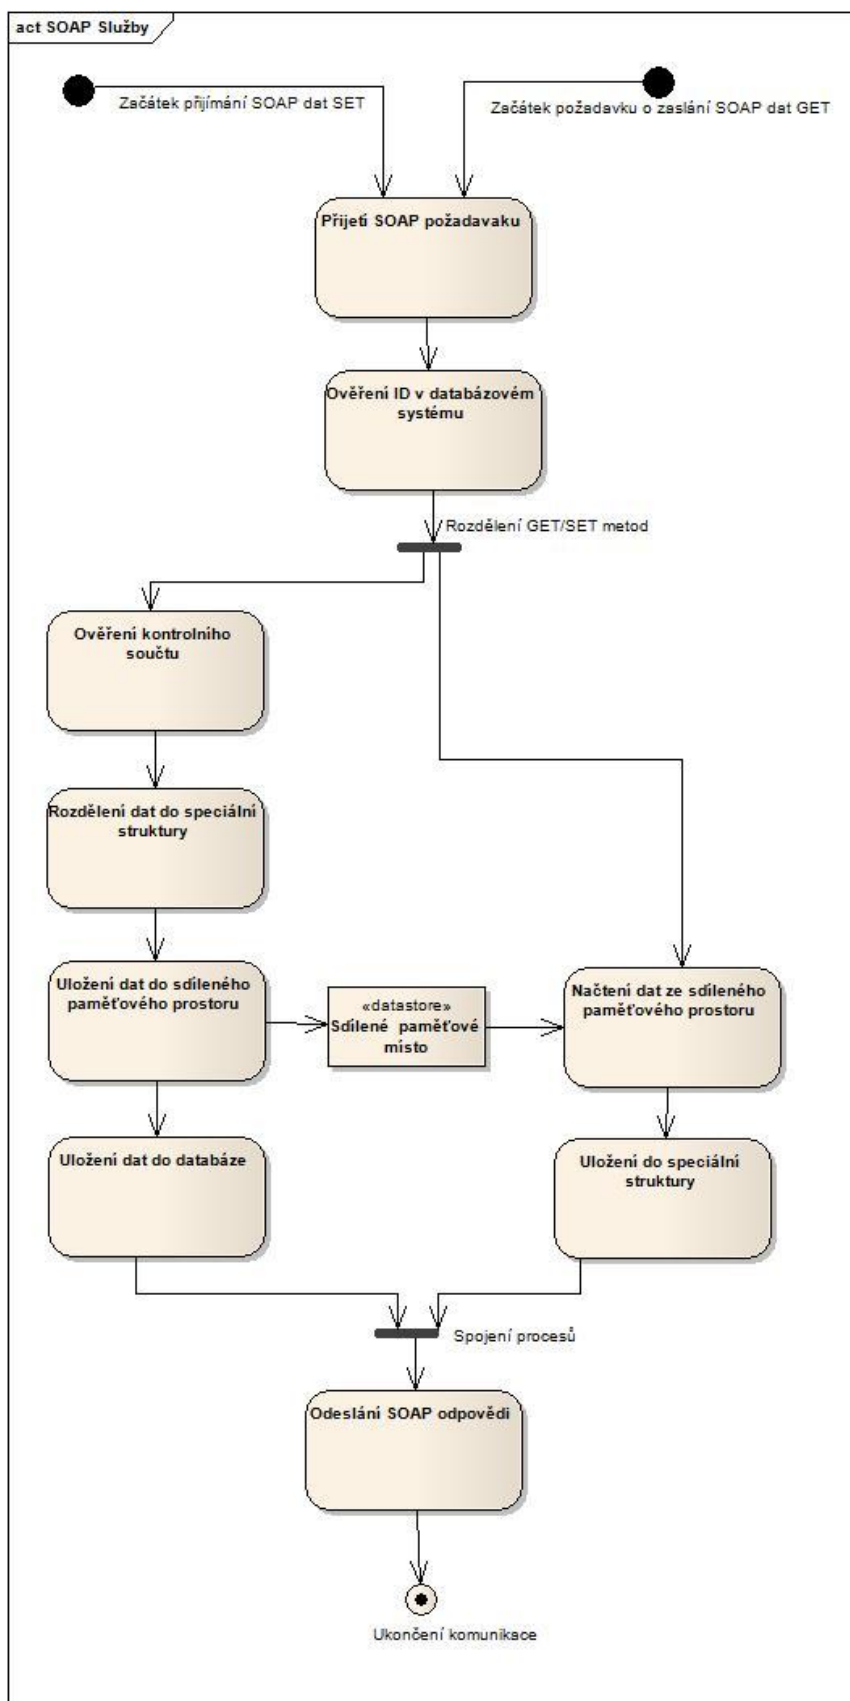 act SOAP Služby
Začátek přijímání SOAP dat SET
Začátek požadavku o zaslání SOAP dat GET
Přijetí SOAP požadavaku
Ověření ID v databázovém
systému
Rozdělení GET/SET metod
Ověření kontrolního
součtu
Rozdělení dat do speciální
struktury
Uložení dat do sdíleného
paměťového prostoru
«datastore»
Sdílené paměťové
místo
Načtení dat ze sdíleného
paměťového prostoru
Uložení dat do databáze
Uložení do speciální
struktury
Spojení procesů
Odeslání SOAP odpovědi
Ukončení komunikace